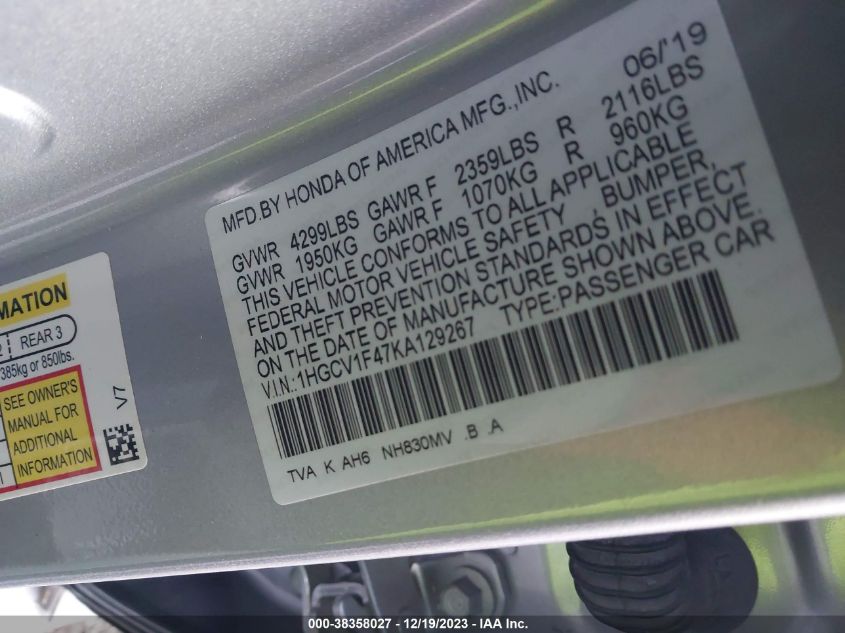 MFD.BY HONDA OF AMERICA MFG.,INC. 06/'19
GVWR 4299LBS GAWR F 2359LBS R 2116LBS
GVWR 1950KG GAWR F 1070KG R 960KG
THIS VEHICLE CONFORMS TO ALL APPLICABLE
FEDERAL MOTOR VEHICLE SAFETY ,BUMPER,
AND THEFT PREVENTION STANDARDS IN EFFECT
ON THE DATE OF MANUFACTURE SHOWN ABOVE.
V.I.N.:1HGCV1F47KA129267 TYPE:PASSENGER CAR
TVA K AH6 NH830MV .B .A
MATION
2 REAR 3
385kg or 850lbs.
SEE OWNER'S
MANUAL FOR
ADDITIONAL
INFORMATION
V7
000-38358027 - 12/19/2023 - IAA Inc.